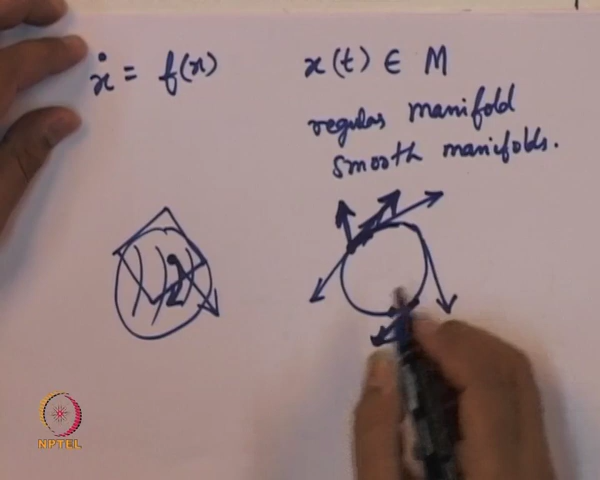 ẋ = f(x)
x(t) ∈ M
regular manifold
smooth manifolds.
NPTEL